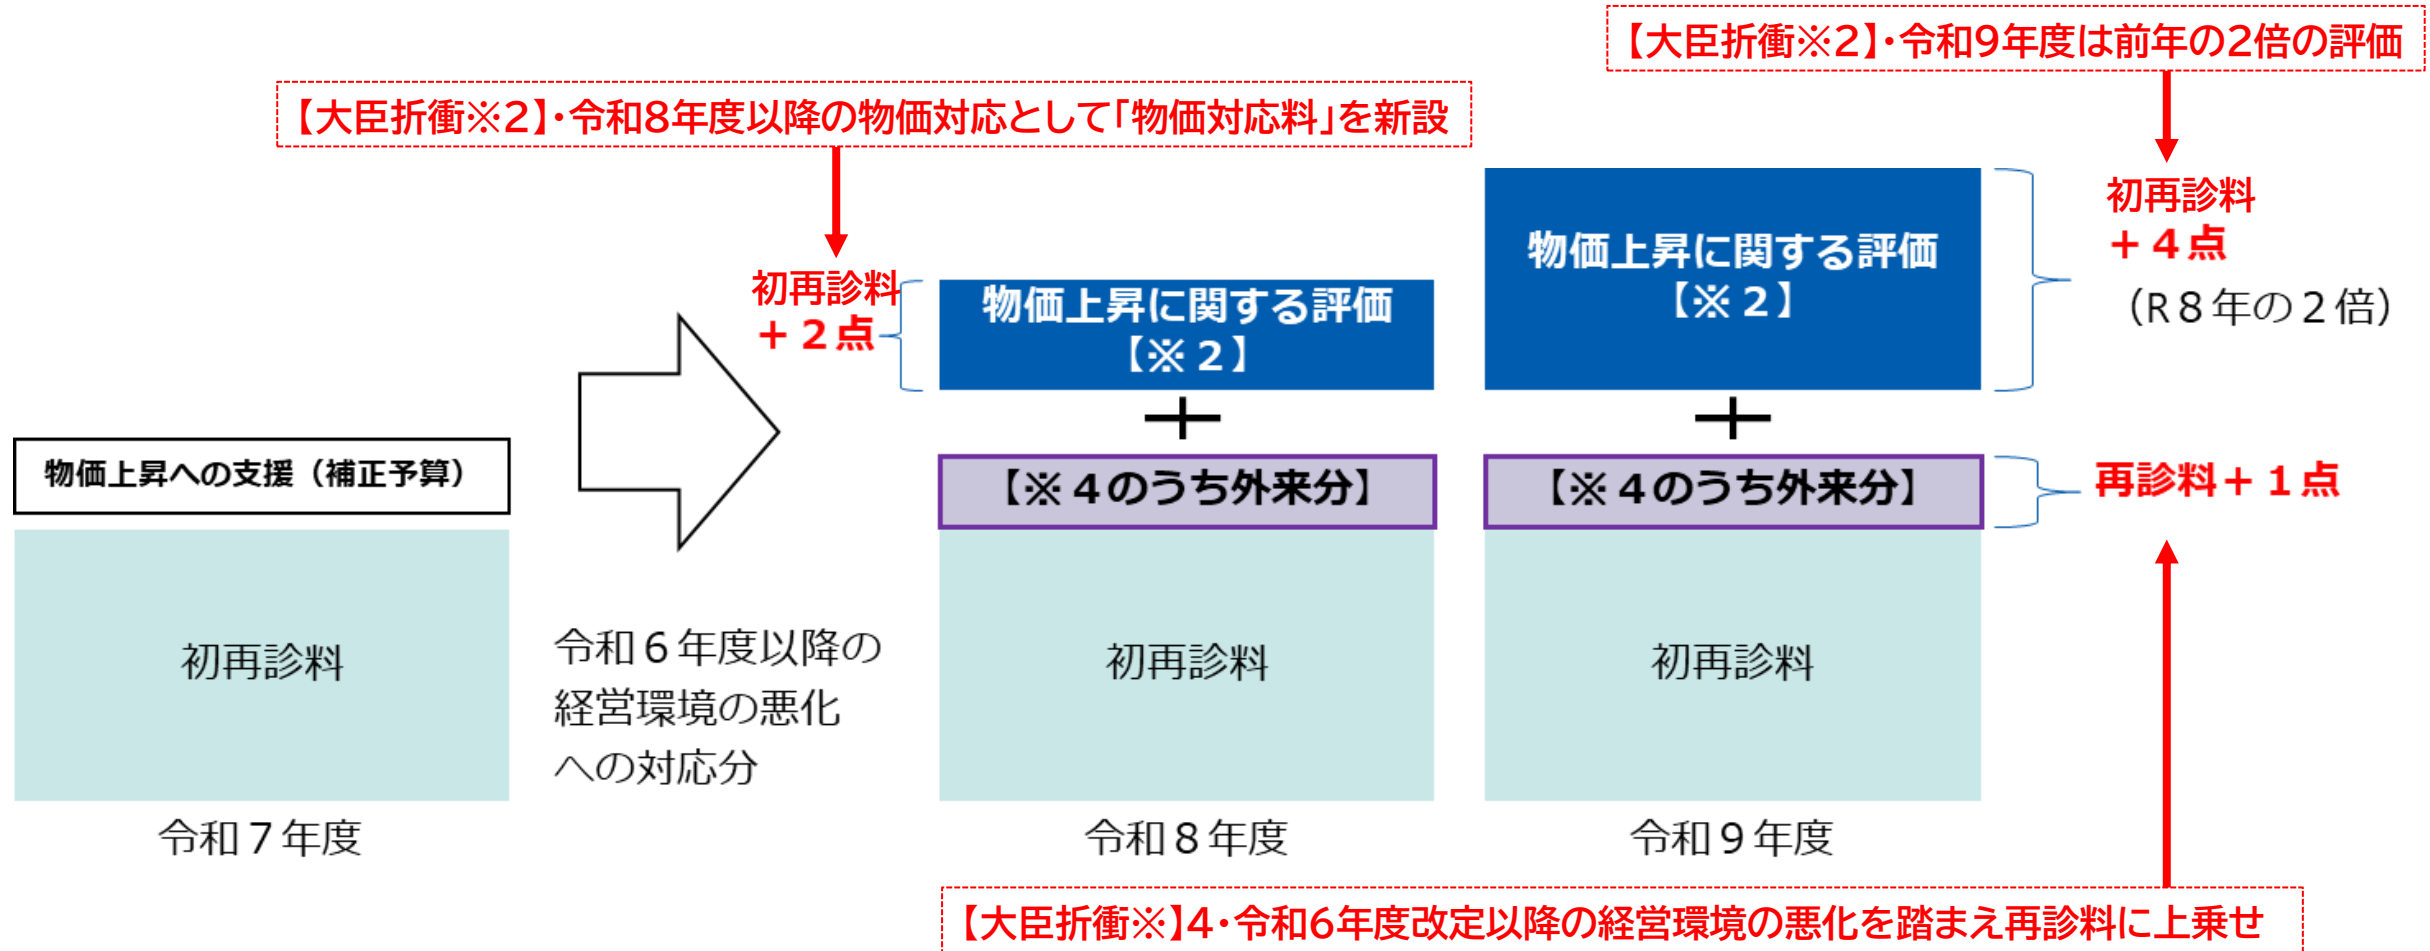 【大臣折衝※2】・令和9年度は前年の2倍の評価
【大臣折衝※2】・令和8年度以降の物価対応として「物価対応料」を新設
初再診料
+4点
(R8年の2倍)
物価上昇に関する評価
【※2】
初再診料
+2点
物価上昇に関する評価
【※2】
+
+
物価上昇への支援(補正予算)
【※4のうち外来分】
【※4のうち外来分】
再診料+1点
初再診料
令和6年度以降の
経営環境の悪化
への対応分
初再診料
初再診料
令和7年度
令和8年度
令和9年度
【大臣折衝※】4・令和6年度改定以降の経営環境の悪化を踏まえ再診料に上乗せ